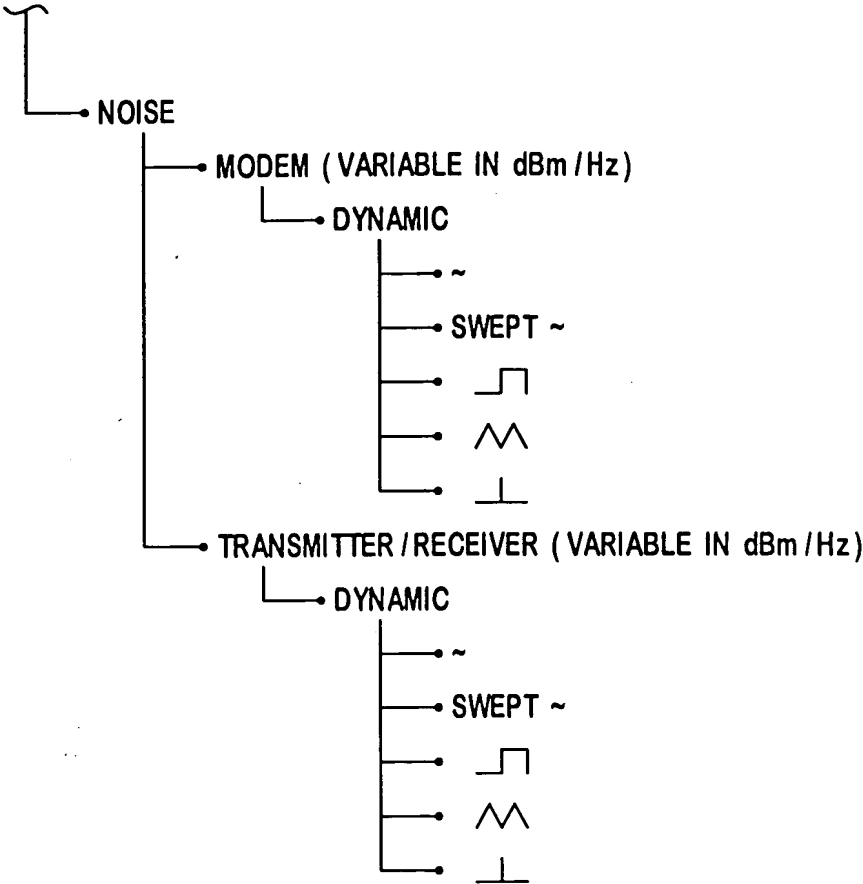 NOISE
MODEM (VARIABLE IN dBm/Hz)
DYNAMIC
~
SWEPT ~
TRANSMITTER/RECEIVER (VARIABLE IN dBm/Hz)
DYNAMIC
~
SWEPT ~